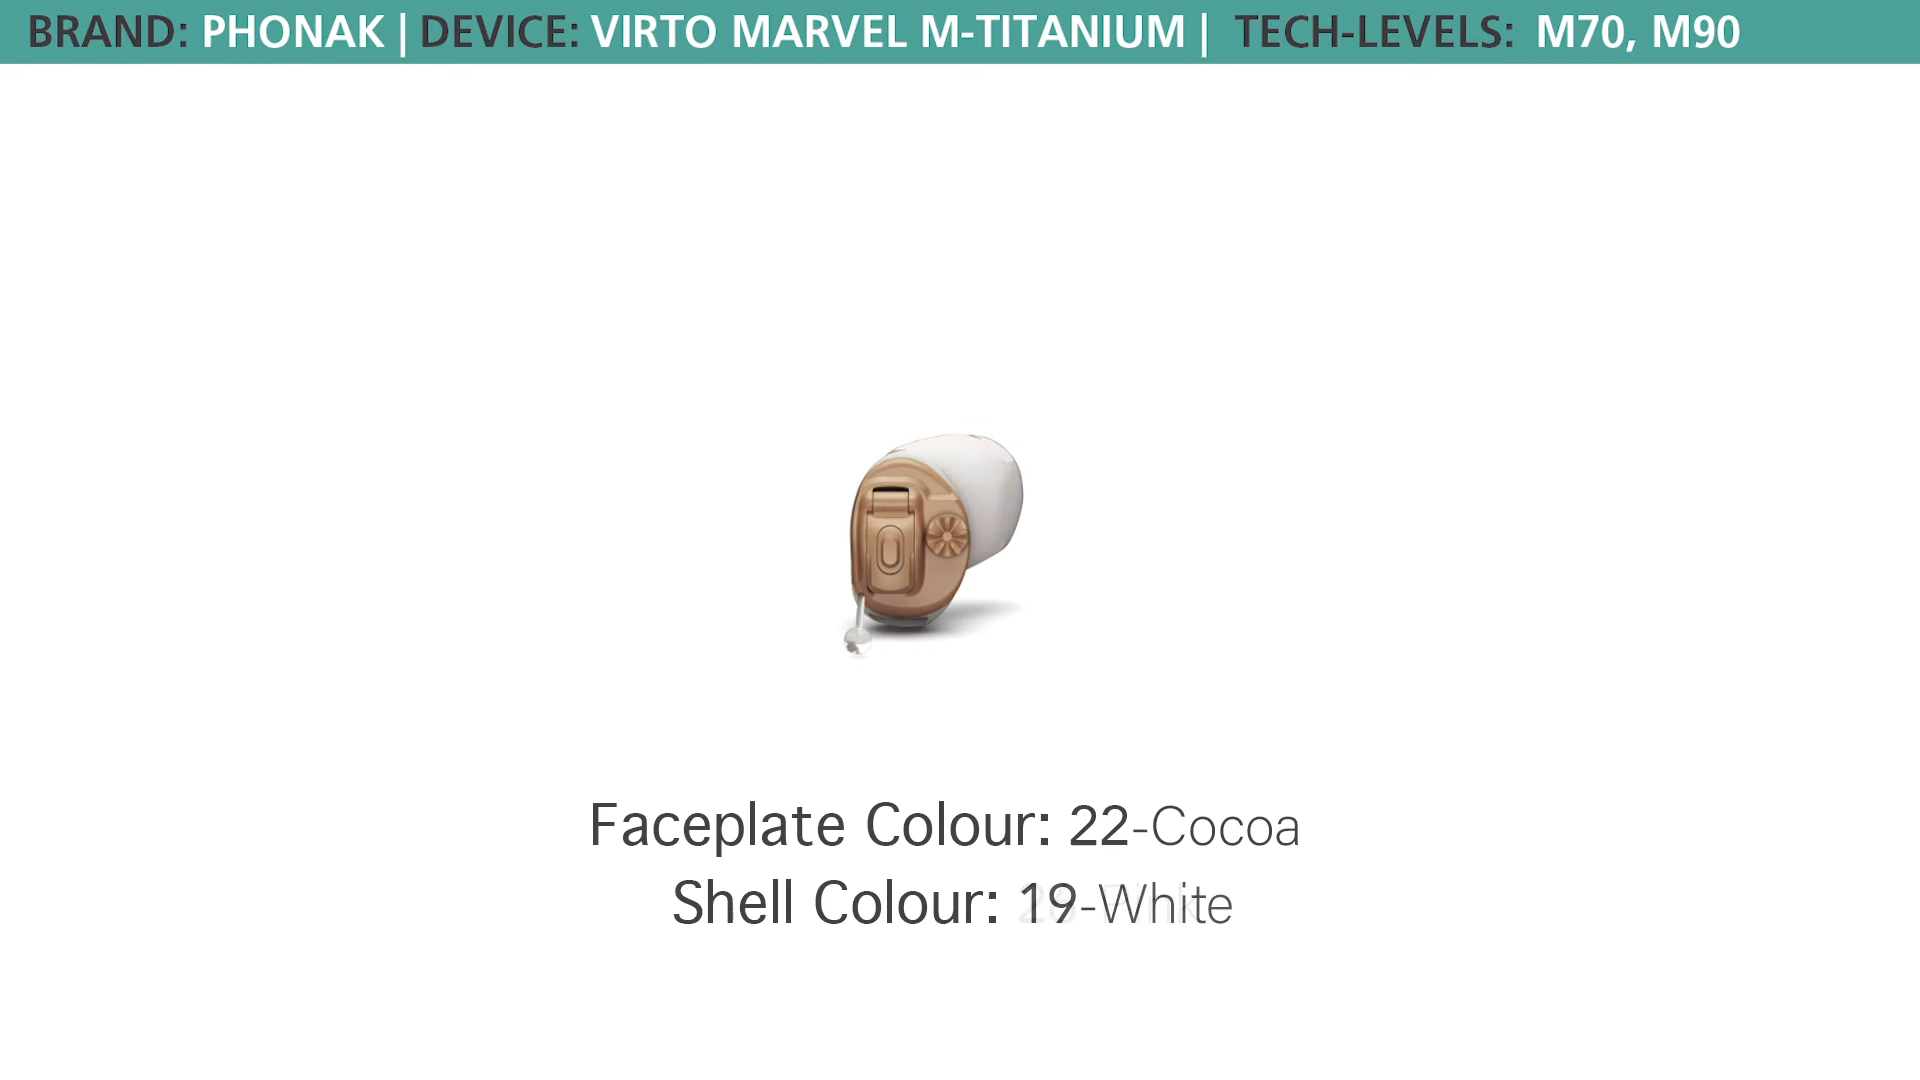 BRAND: PHONAK | DEVICE: VIRTO MARVEL M-TITANIUM | TECH-LEVELS: M70, M90
Faceplate Colour: 22-Cocoa
Shell Colour: 19-White